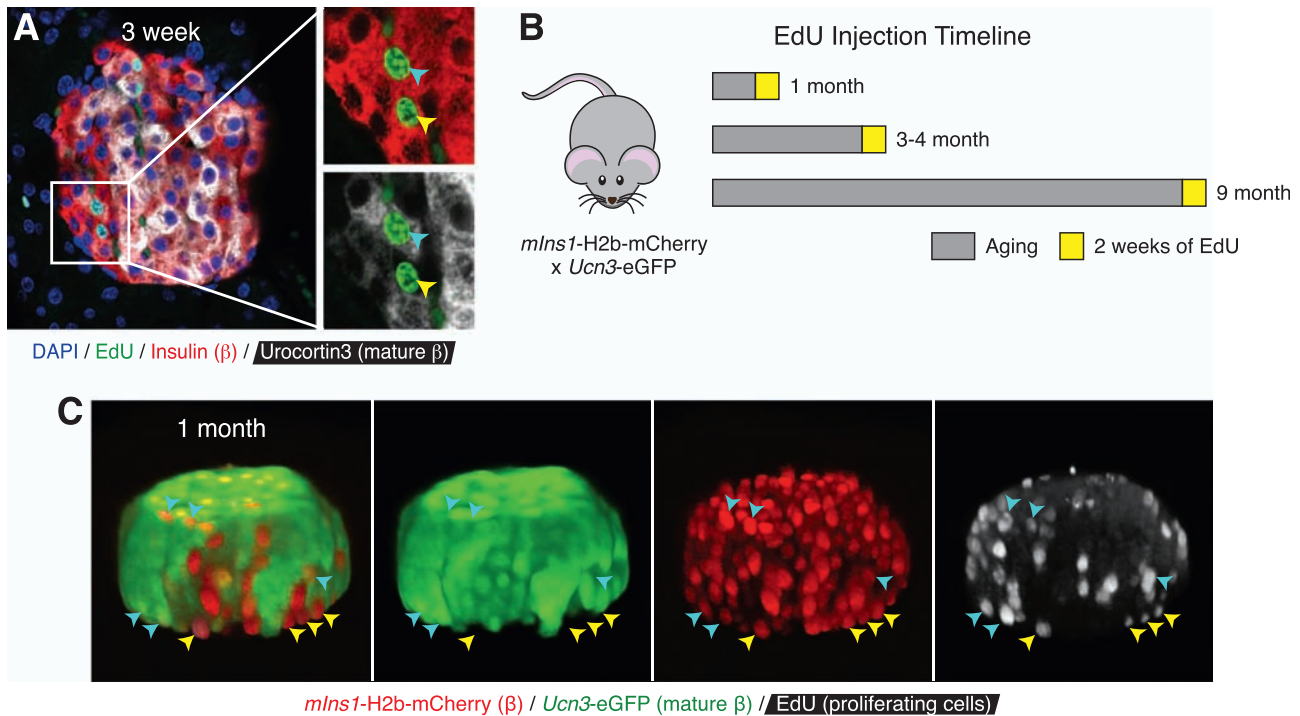 A
3 week
DAPI / EdU / Insulin (β) / Urocortin3 (mature β)
B
EdU Injection Timeline
1 month
3-4 month
9 month
mIns1-H2b-mCherry
x Ucn3-eGFP
Aging
2 weeks of EdU
C
1 month
mIns1-H2b-mCherry (β) / Ucn3-eGFP (mature β) / EdU (proliferating cells)